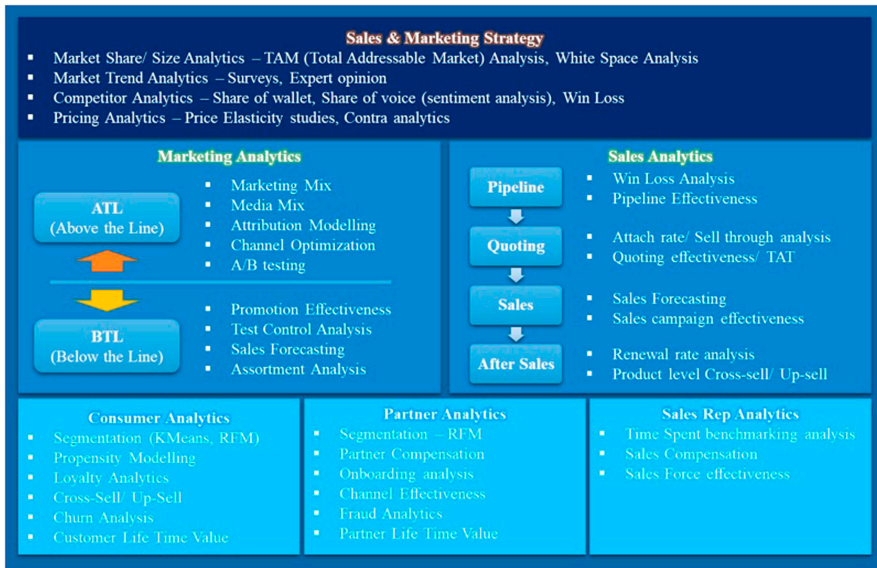 Sales & Marketing Strategy
▪ Market Share/ Size Analytics – TAM (Total Addressable Market) Analysis, White Space Analysis
▪ Market Trend Analytics – Surveys, Expert opinion
▪ Competitor Analytics – Share of wallet, Share of voice (sentiment analysis), Win Loss
▪ Pricing Analytics – Price Elasticity studies, Contra analytics
Marketing Analytics
ATL
(Above the Line)
▪ Marketing Mix
▪ Media Mix
▪ Attribution Modelling
▪ Channel Optimization
▪ A/B testing
BTL
(Below the Line)
▪ Promotion Effectiveness
▪ Test Control Analysis
▪ Sales Forecasting
▪ Assortment Analysis
Sales Analytics
Pipeline
▪ Win Loss Analysis
▪ Pipeline Effectiveness
Quoting
▪ Attach rate/ Sell through analysis
▪ Quoting effectiveness/ TAT
Sales
▪ Sales Forecasting
▪ Sales campaign effectiveness
After Sales
▪ Renewal rate analysis
▪ Product level Cross-sell/ Up-sell
Consumer Analytics
▪ Segmentation (KMeans, RFM)
▪ Propensity Modelling
▪ Loyalty Analytics
▪ Cross-Sell/ Up-Sell
▪ Churn Analysis
▪ Customer Life Time Value
Partner Analytics
▪ Segmentation – RFM
▪ Partner Compensation
▪ Onboarding analysis
▪ Channel Effectiveness
▪ Fraud Analytics
▪ Partner Life Time Value
Sales Rep Analytics
▪ Time Spent benchmarking analysis
▪ Sales Compensation
▪ Sales Force effectiveness